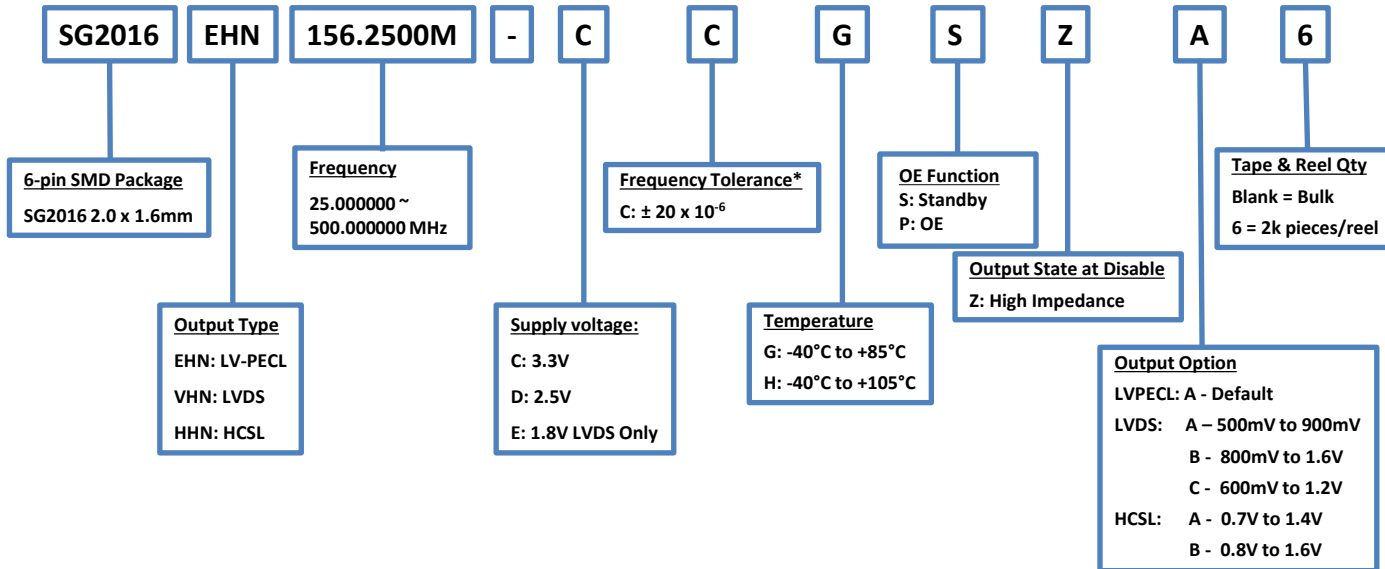 SG2016 EHN 156.2500M - C C G S Z A 6
6-pin SMD Package
SG2016 2.0 x 1.6mm
Frequency
25.000000 ~
500.000000 MHz
Frequency Tolerance*
C: ± 20 x 10⁻⁶
OE Function
S: Standby
P: OE
Tape & Reel Qty
Blank = Bulk
6 = 2k pieces/reel
Output State at Disable
Z: High Impedance
Output Type
EHN: LV-PECL
VHN: LVDS
HHN: HCSL
Supply voltage:
C: 3.3V
D: 2.5V
E: 1.8V LVDS Only
Temperature
G: -40°C to +85°C
H: -40°C to +105°C
Output Option
LVPECL: A - Default
LVDS: A – 500mV to 900mV
B - 800mV to 1.6V
C - 600mV to 1.2V
HCSL: A - 0.7V to 1.4V
B - 0.8V to 1.6V